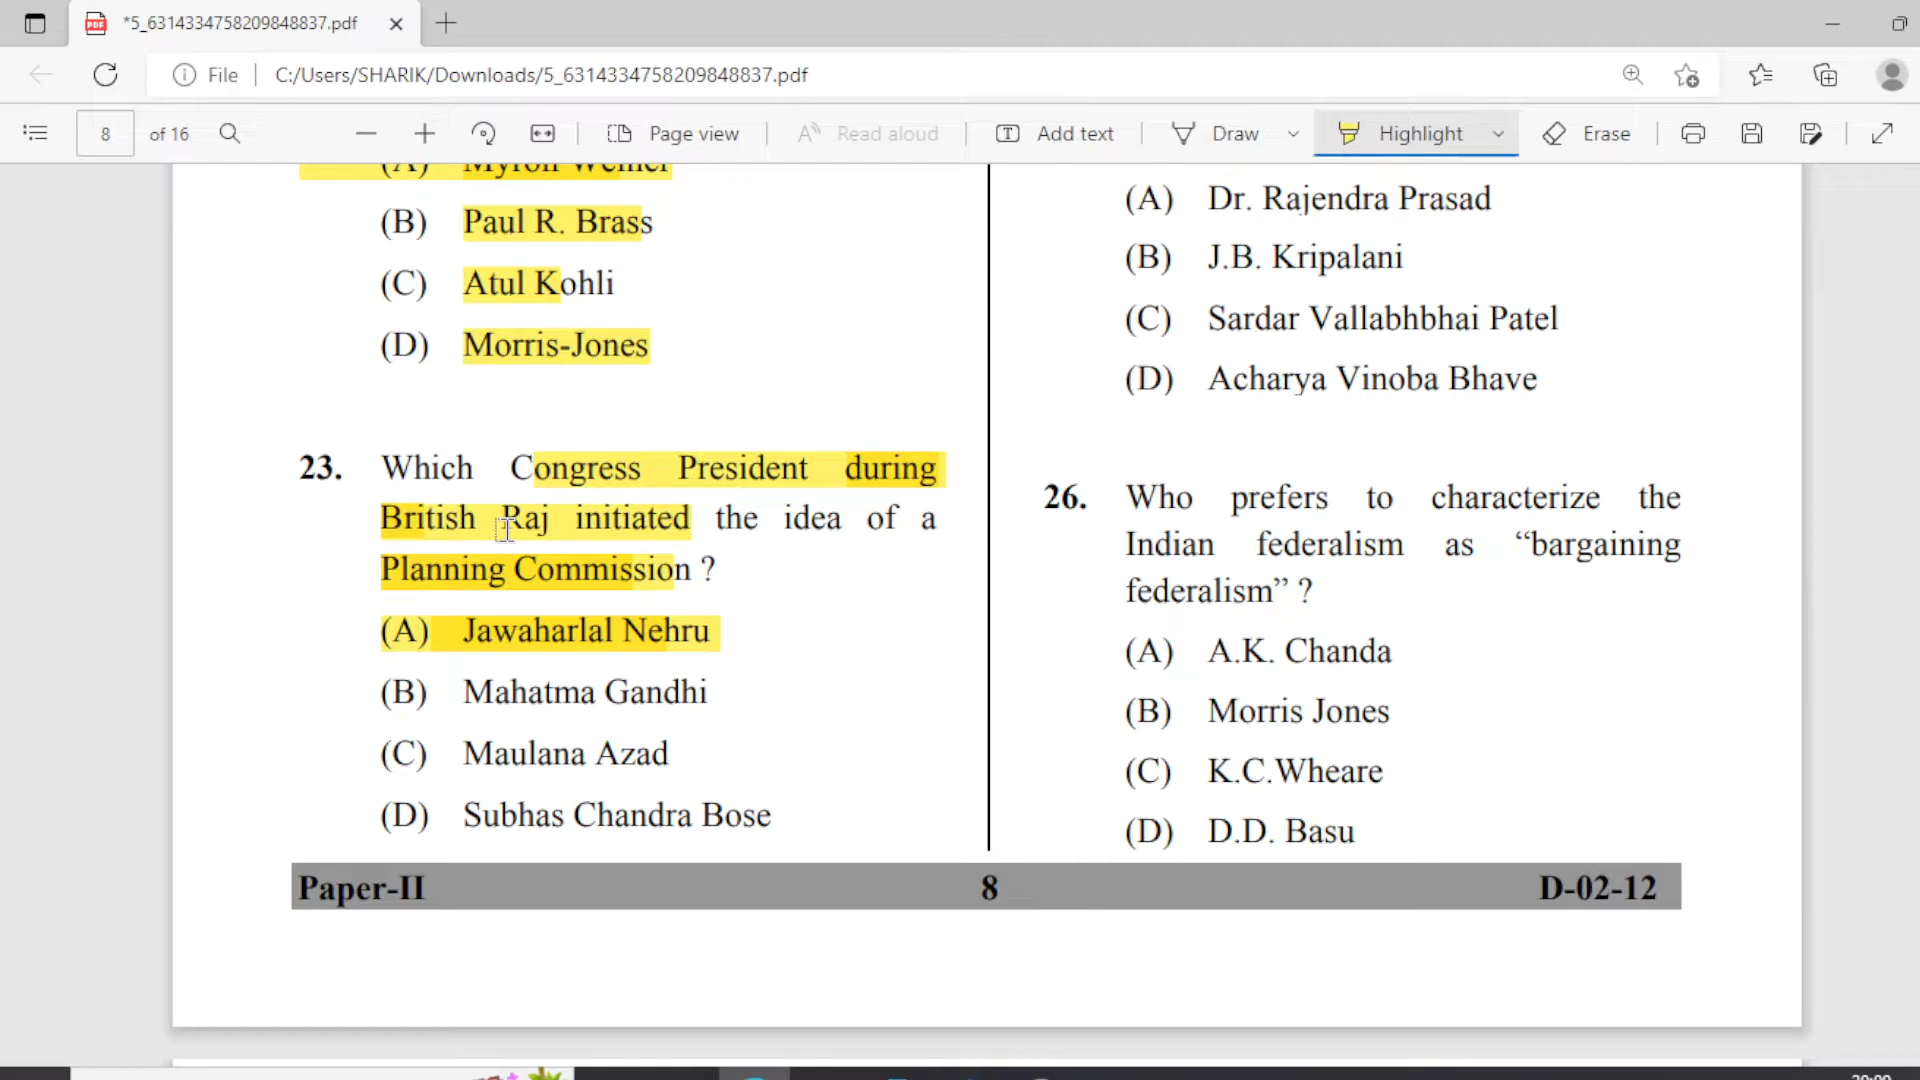 *5_6314334758209848837.pdf
File
C:/Users/SHARIK/Downloads/5_6314334758209848837.pdf
8 of 16
Page view
Read aloud
Add text
Draw
Highlight
Erase
(A) Myron Weiner
(B) Paul R. Brass
(C) Atul Kohli
(D) Morris-Jones
23. Which Congress President during
British Raj initiated the idea of a
Planning Commission ?
(A) Jawaharlal Nehru
(B) Mahatma Gandhi
(C) Maulana Azad
(D) Subhas Chandra Bose
(A) Dr. Rajendra Prasad
(B) J.B. Kripalani
(C) Sardar Vallabhbhai Patel
(D) Acharya Vinoba Bhave
26. Who prefers to characterize the
Indian federalism as “bargaining
federalism” ?
(A) A.K. Chanda
(B) Morris Jones
(C) K.C.Wheare
(D) D.D. Basu
Paper-II 8 D-02-12